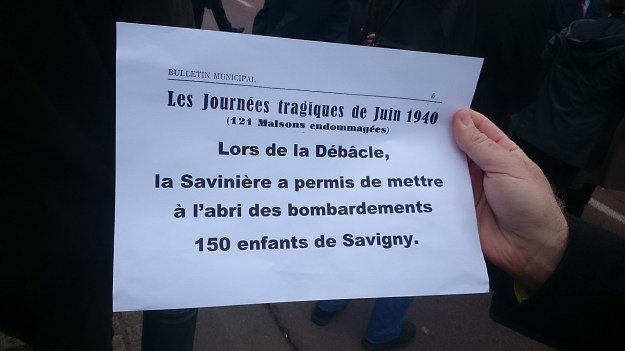 BULLETIN MUNICIPAL
Les Journées tragiques de Juin 1940
(121 Maisons endommagées)
Lors de la Débâcle,
la Savinière a permis de mettre
à l'abri des bombardements
150 enfants de Savigny.